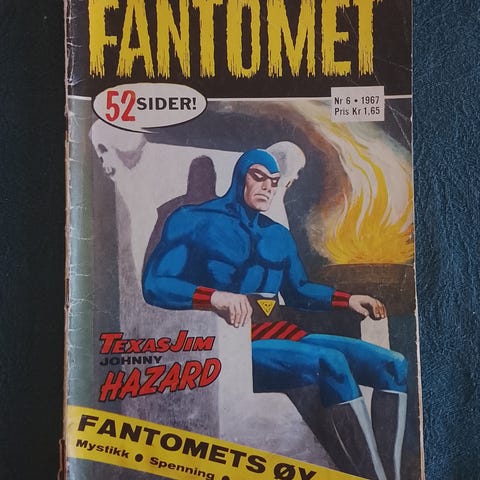 FANTOMET
52 SIDER!
Nr 6 • 1967
Pris Kr 1,65
TEXAS JIM
JOHNNY
HAZARD
FANTOMETS ØY
Mystikk • Spenning •